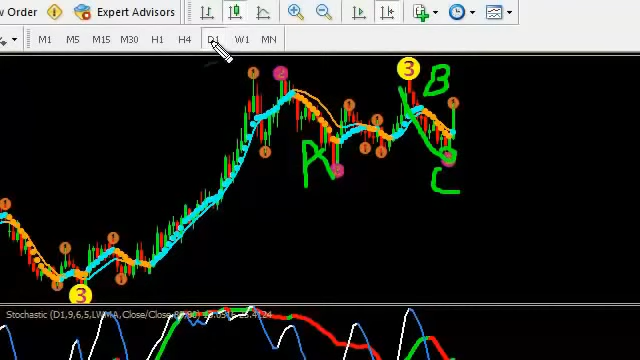 w Order
Expert Advisors
M1 M5 M15 M30 H1 H4 D1 W1 MN
3
B
A
C
3
Stochastic (D1,9,6,5,LWMA,Close/Close